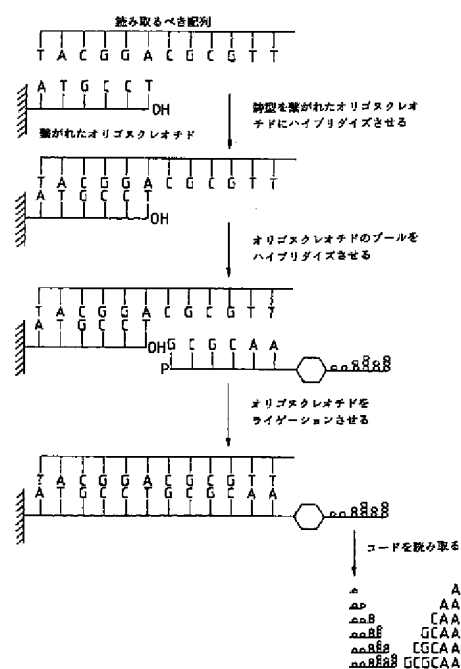 読み取るべき配列
T A C G G A C G C G T T
A T G C C T
OH
鋳型を繋がれたオリゴヌクレオ
チドにハイブリダイズさせる
繋がれたオリゴヌクレオチド
T A C G G A C G C G T T
A T G C C T
OH
オリゴヌクレオチドのプールを
ハイブリダイズさせる
T A C G G A C G C G T T
A T G C C T
OH G C G C A A
P
オリゴヌクレオチドを
ライゲーションさせる
T A C G G A C G C G T T
A T G C C T G C G C A A
コードを読み取る
A
AA
CAA
GCAA
CGCAA
GCGCAA